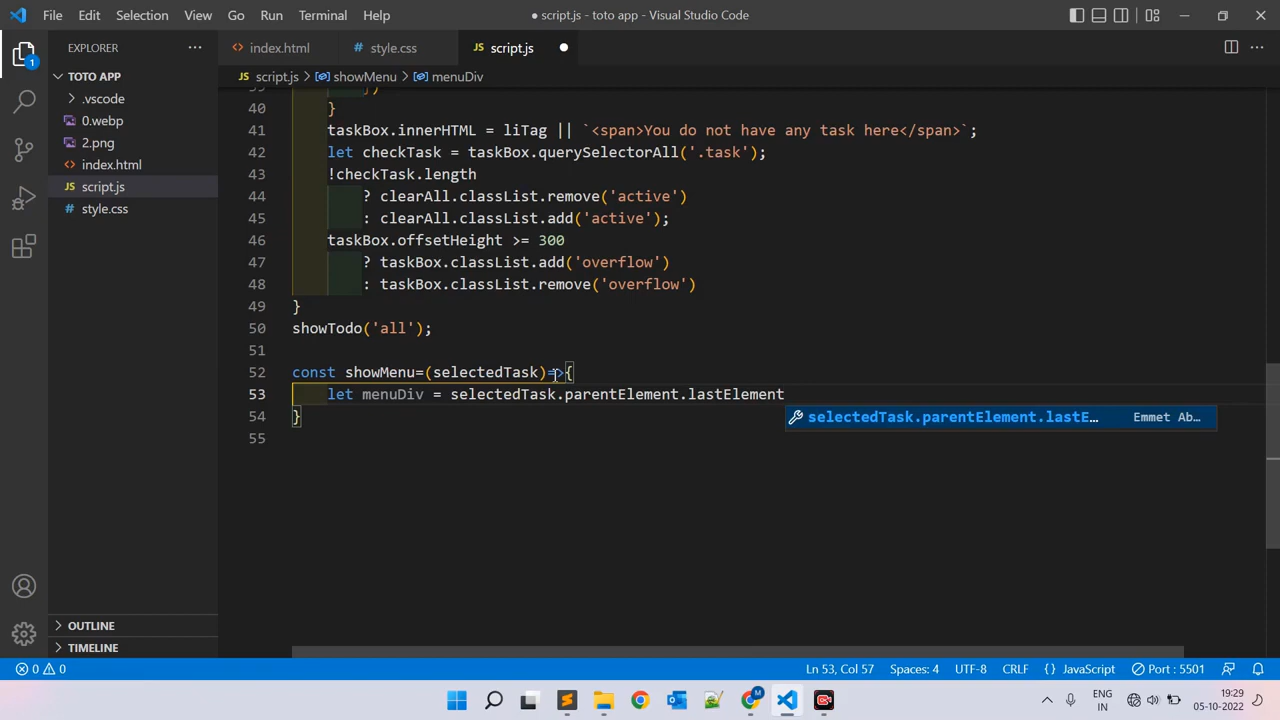 File Edit Selection View Go Run Terminal Help
● script.js - toto app - Visual Studio Code
EXPLORER
index.html
style.css
script.js
TOTO APP
script.js > showMenu > menuDiv
.vscode
0.webp
2.png
index.html
script.js
style.css
1
40 }
41 taskBox.innerHTML = liTag || `<span>You do not have any task here</span>`;
42 let checkTask = taskBox.querySelectorAll('.task');
43 !checkTask.length
44 ? clearAll.classList.remove('active')
45 : clearAll.classList.add('active');
46 taskBox.offsetHeight >= 300
47 ? taskBox.classList.add('overflow')
48 : taskBox.classList.remove('overflow')
49 }
50 showTodo('all');
51
52 const showMenu=(selectedTask)=>{
53 let menuDiv = selectedTask.parentElement.lastElement
selectedTask.parentElement.lastE… Emmet Ab…
54 }
55
OUTLINE
TIMELINE
0 0
Ln 53, Col 57 Spaces: 4 UTF-8 CRLF {} JavaScript Port : 5501
M
ENG
IN
19:29
05-10-2022